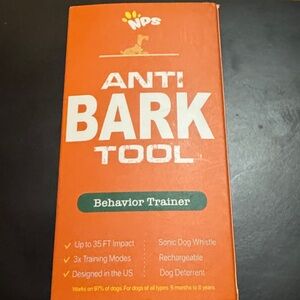 NPS
ANTI
BARK
TOOL
Behavior Trainer
Up to 35 FT Impact
Sonic Dog Whistle
3x Training Modes
Rechargeable
Designed in the US
Dog Deterrent
Works on 97% of dogs. For dogs of all types 6 months to 8 years